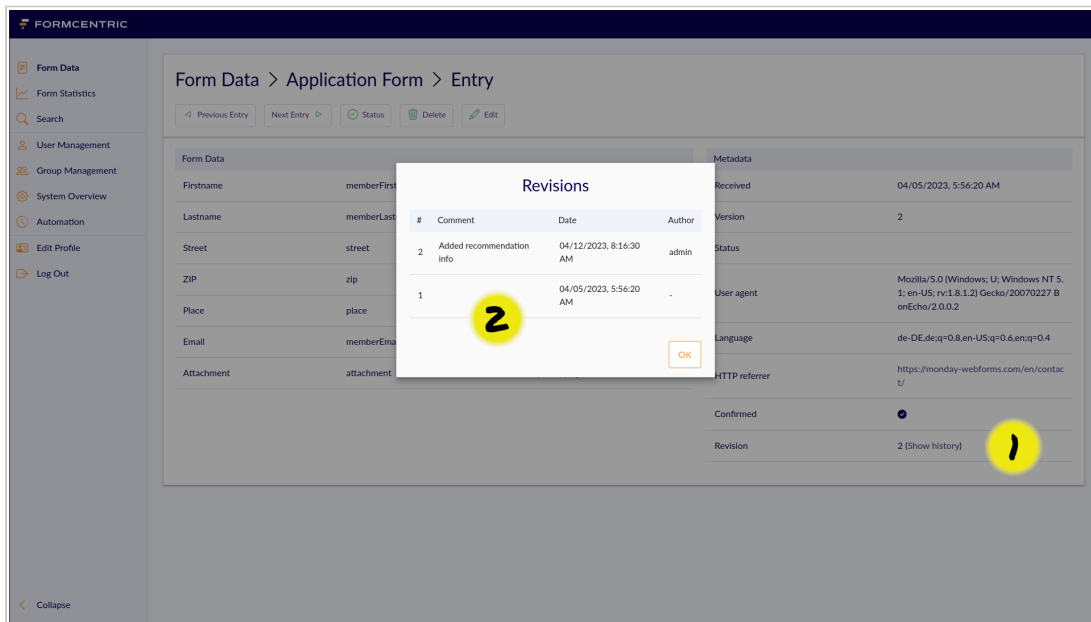 FORMCENTRIC
Form Data
Form Statistics
Search
User Management
Group Management
System Overview
Automation
Edit Profile
Log Out
Collapse
Form Data > Application Form > Entry
Previous Entry
Next Entry
Status
Delete
Edit
Form Data
Firstname memberFirst
Lastname memberLast
Street street
ZIP zip
Place place
Email memberEma
Attachment attachment
Revisions
# Comment Date Author
2 Added recommendation info 04/12/2023, 8:16:30 AM admin
1 04/05/2023, 5:56:20 AM -
2
OK
Metadata
Received 04/05/2023, 5:56:20 AM
Version 2
Status
User agent
Mozilla/5.0 (Windows; U; Windows NT 5.
1; en-US; rv:1.8.1.2) Gecko/20070227 B
onEcho/2.0.0.2
Language de-DE,de;q=0.8,en-US;q=0.6,en;q=0.4
HTTP referrer
https://monday-webforms.com/en/contac
t/
Confirmed
Revision 2 (Show history)
1